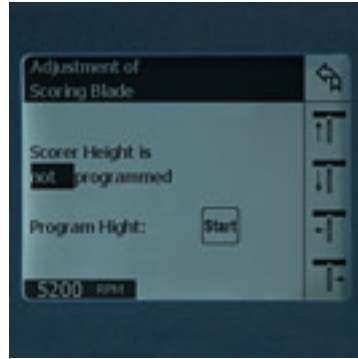 Adjustment of
Scoring Blade
Scorer Height is
not programmed
Program Hight:
Start
5200 RPM